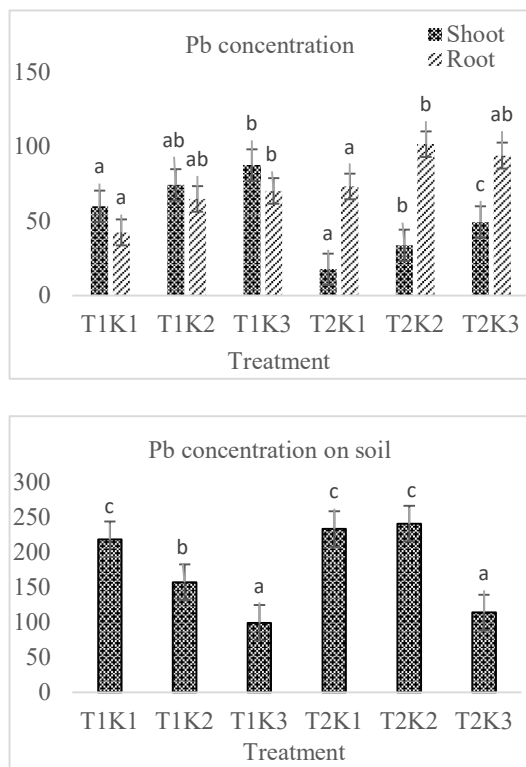 Pb concentration
Shoot
Root
150
100
50
0
a
a
ab
ab
b
b
a
a
b
b
c
ab
T1K1 T1K2 T1K3 T2K1 T2K2 T2K3
Treatment
Pb concentration on soil
300
250
200
150
100
50
0
c
b
a
c
c
a
T1K1 T1K2 T1K3 T2K1 T2K2 T2K3
Treatment